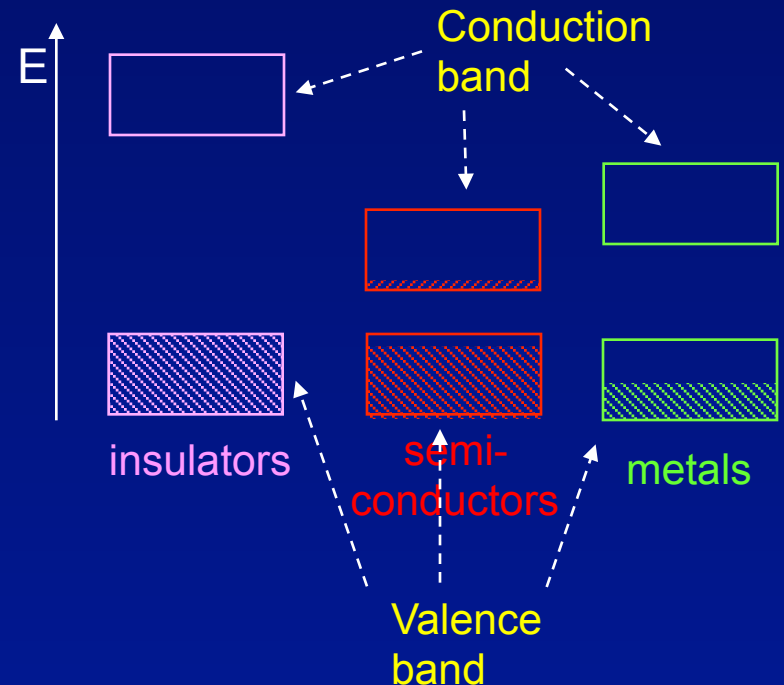 Conduction
band
E
insulators
semi-
conductors
metals
Valence
band